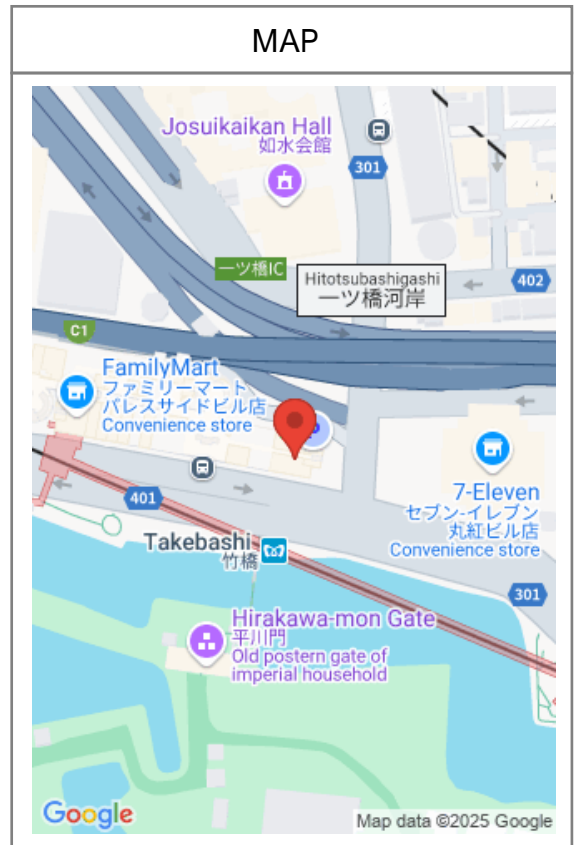 MAP
Josuikaikan Hall
如水会館
301
一ツ橋IC
Hitotsubashigashi
一ツ橋河岸
402
C1
FamilyMart
ファミリーマート
パレスサイドビル店
Convenience store
P
7-Eleven
セブン-イレブン
丸紅ビル店
Convenience store
401
Takebashi
竹橋
301
Hirakawa-mon Gate
平川門
Old postern gate of
imperial household
Google
Map data ©2025 Google